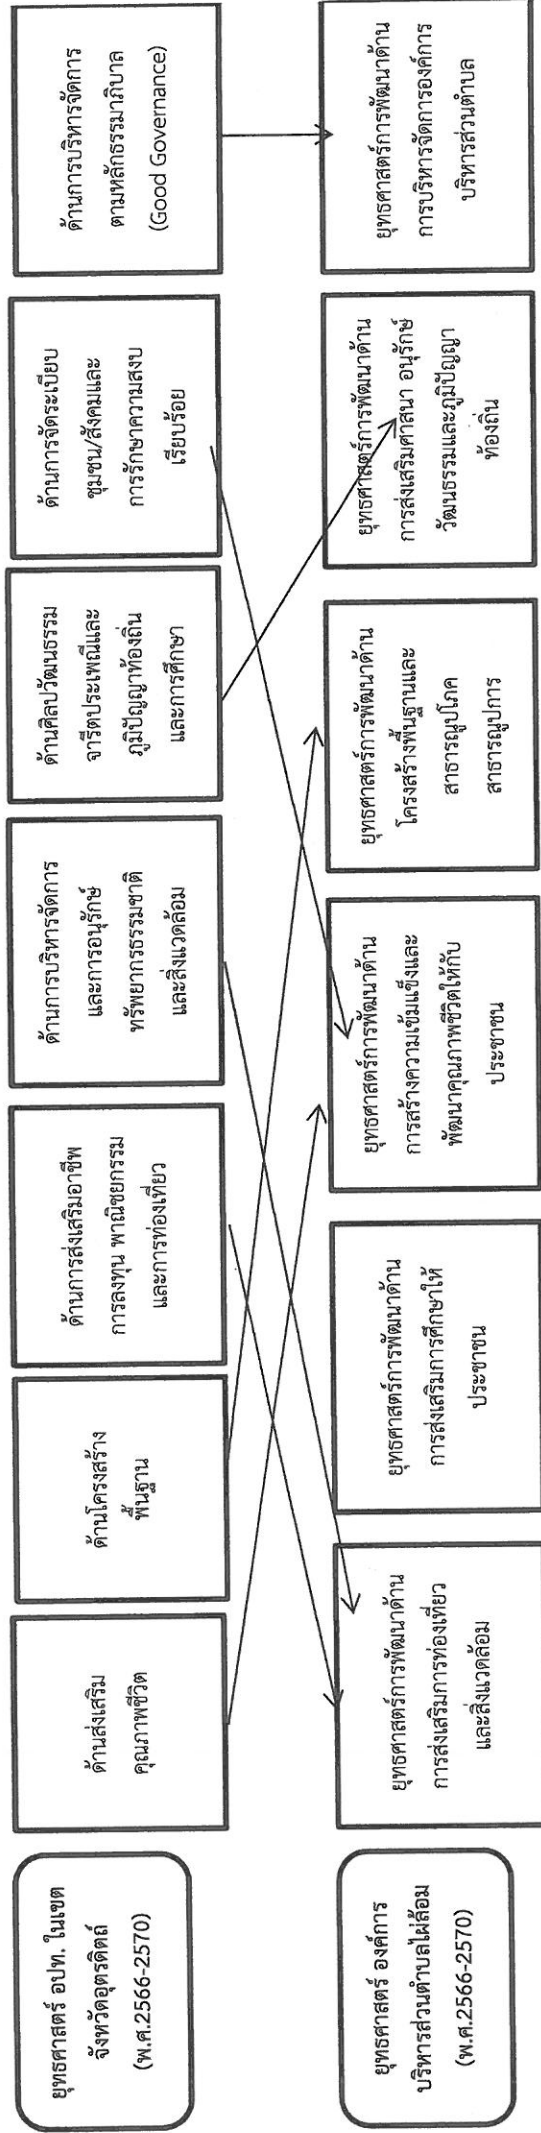 ยุทธศาสตร์ อปท. ในเขต
จังหวัดอุตรดิตถ์
(พ.ศ.2566-2570)
ด้านส่งเสริม
คุณภาพชีวิต
ด้านโครงสร้าง
พื้นฐาน
ด้านการส่งเสริมอาชีพ
การลงทุน พาณิชยกรรม
และการท่องเที่ยว
ด้านการบริหารจัดการ
และการอนุรักษ์
ทรัพยากรธรรมชาติ
และสิ่งแวดล้อม
ด้านศิลปวัฒนธรรม
จารีตประเพณีและ
ภูมิปัญญาท้องถิ่น
และการศึกษา
ด้านการจัดระเบียบ
ชุมชน/สังคมและ
การรักษาความสงบ
เรียบร้อย
ด้านการบริหารจัดการ
ตามหลักธรรมาภิบาล
(Good Governance)
ยุทธศาสตร์ องค์การ
บริหารส่วนตำบลไผ่ล้อม
(พ.ศ.2566-2570)
ยุทธศาสตร์การพัฒนาด้าน
การส่งเสริมการท่องเที่ยว
และสิ่งแวดล้อม
ยุทธศาสตร์การพัฒนาด้าน
การส่งเสริมการศึกษาให้
ประชาชน
ยุทธศาสตร์การพัฒนาด้าน
การสร้างความเข้มแข็งและ
พัฒนาคุณภาพชีวิตให้กับ
ประชาชน
ยุทธศาสตร์การพัฒนาด้าน
โครงสร้างพื้นฐานและ
สาธารณูปโภค
สาธารณูปการ
ยุทธศาสตร์การพัฒนาด้าน
การส่งเสริมศาสนา อนุรักษ์
วัฒนธรรมและภูมิปัญญา
ท้องถิ่น
ยุทธศาสตร์การพัฒนาด้าน
การบริหารจัดการองค์การ
บริหารส่วนตำบล